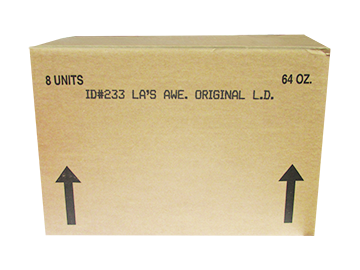 8 UNITS 64 OZ.
ID#233 LA'S AWE. ORIGINAL L.D.